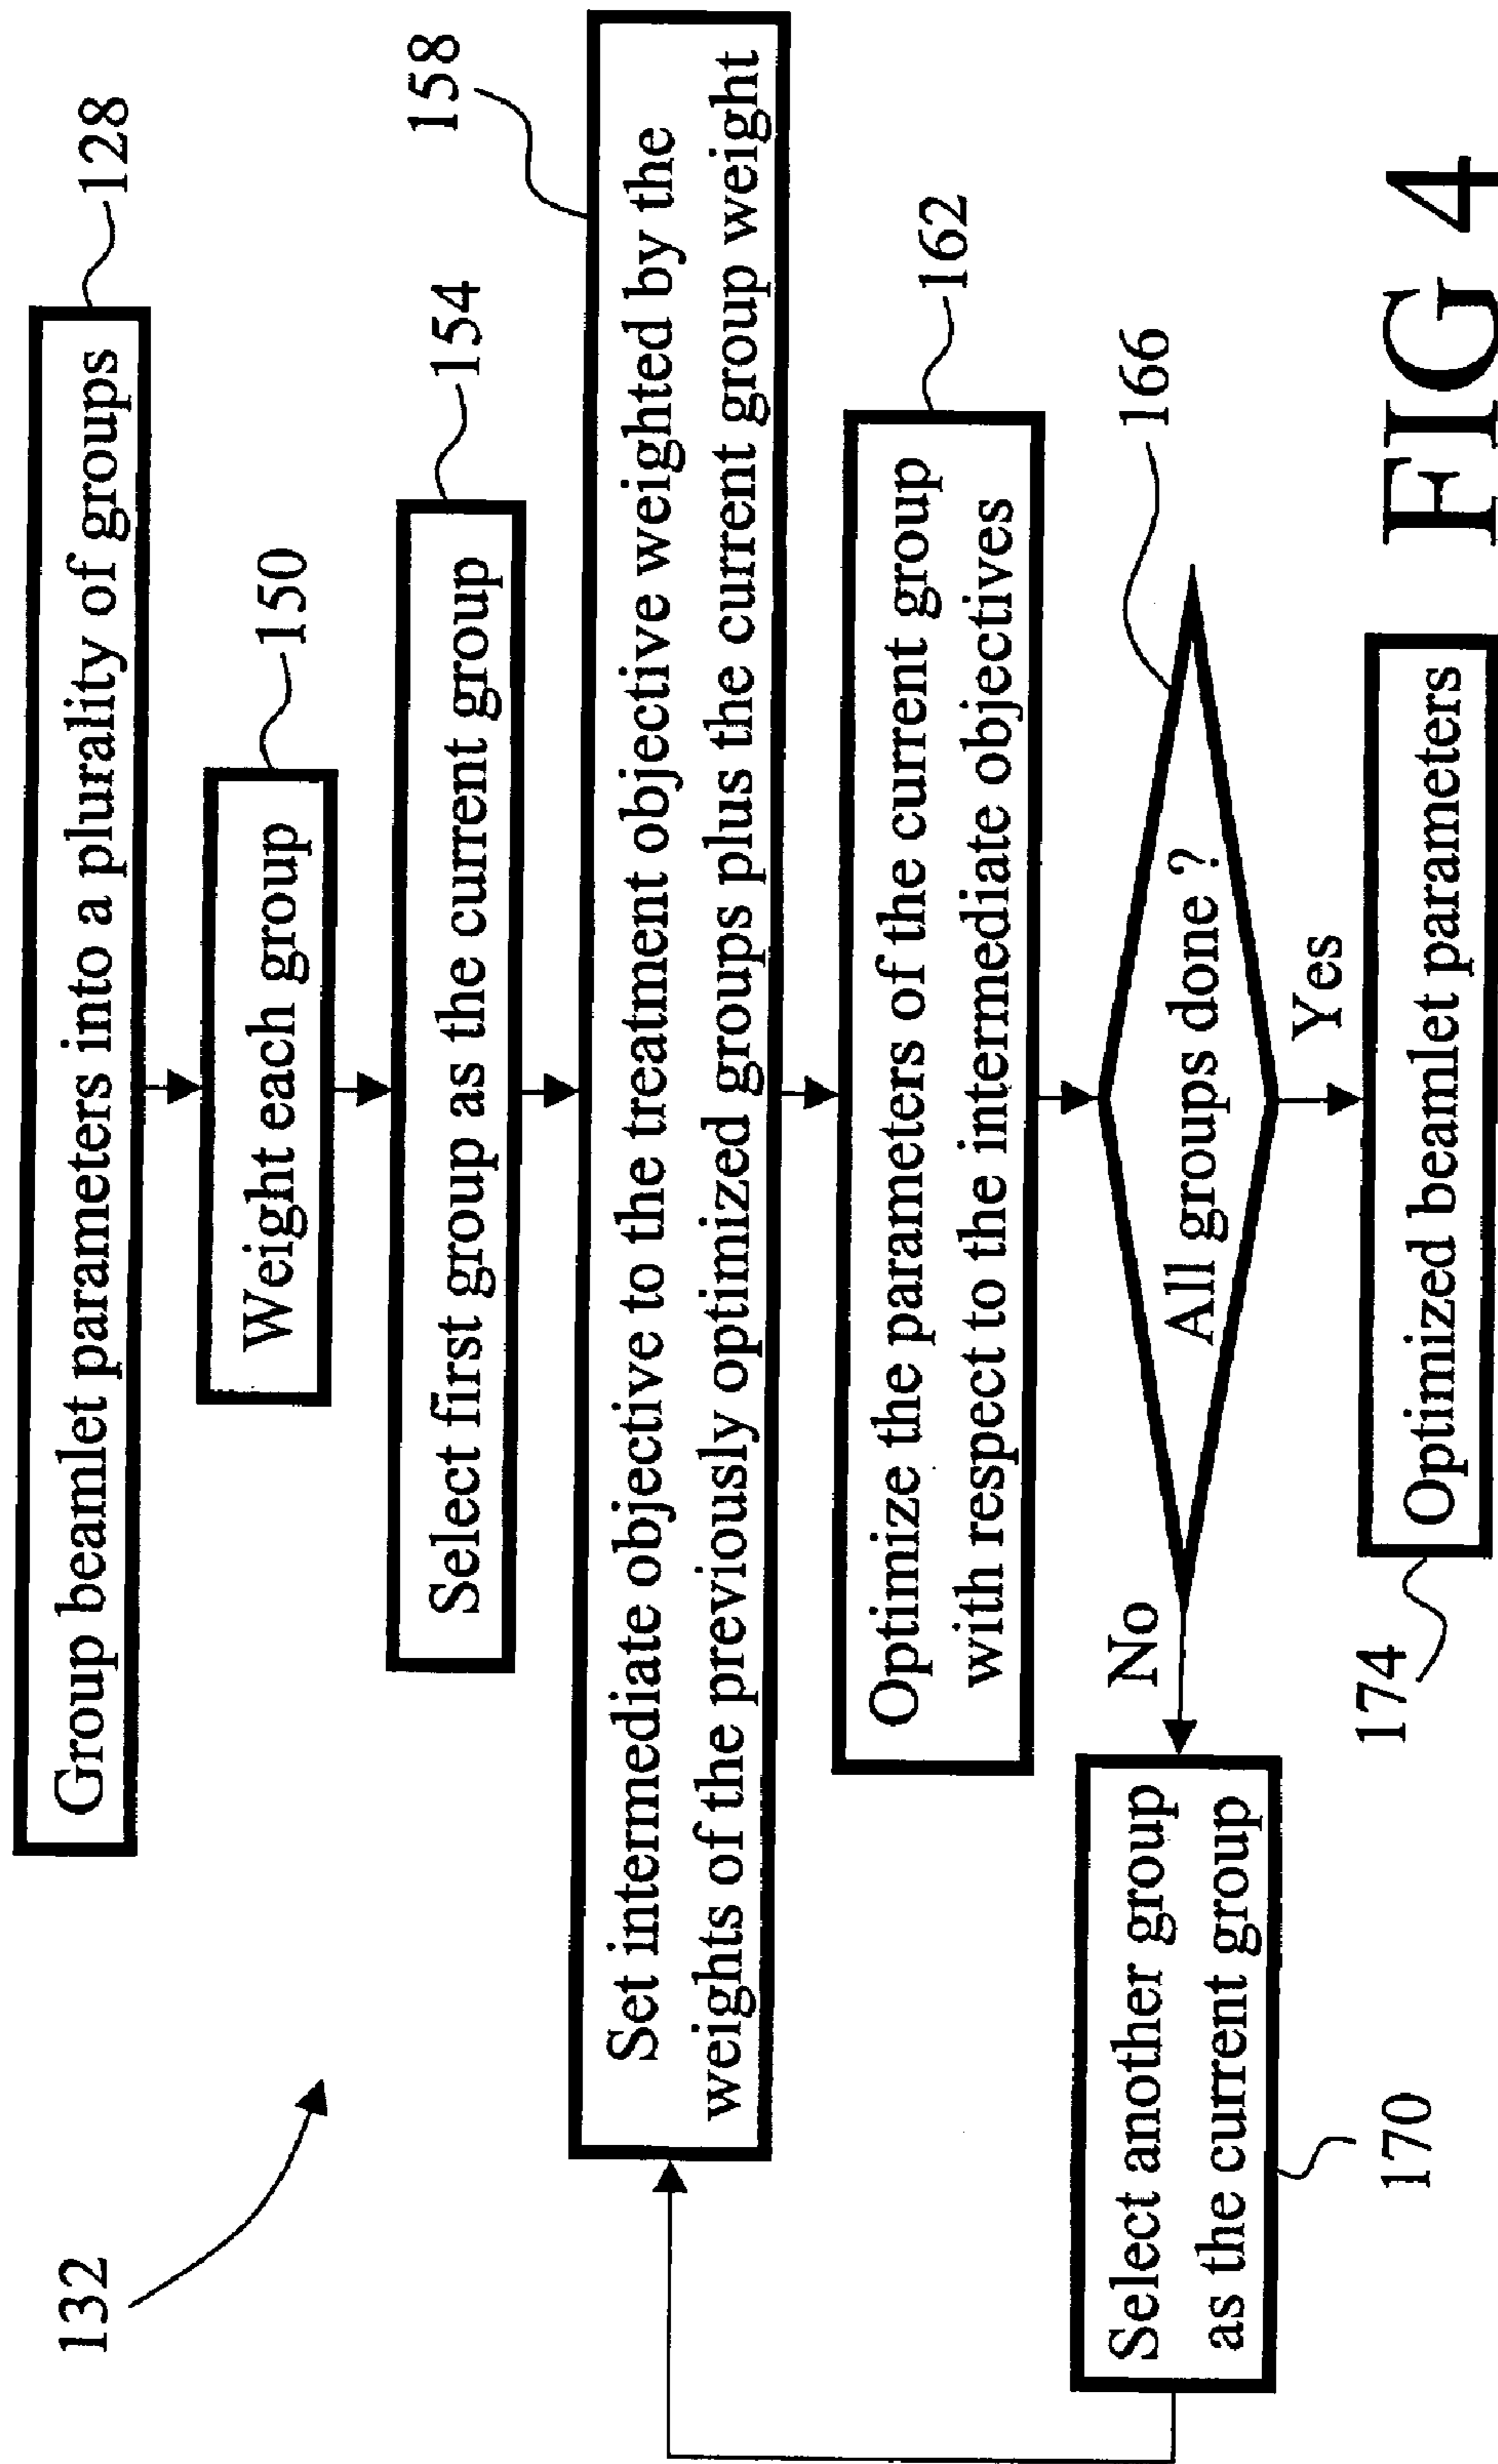 132
Group beamlet parameters into a plurality of groups
128
Weight each group
150
Select first group as the current group
154
Set intermediate objective to the treatment objective weighted by the
weights of the previously optimized groups plus the current group weight
158
Optimize the parameters of the current group
with respect to the intermediate objectives
162
All groups done ?
166
No
Yes
Select another group
as the current group
170
Optimized beamlet parameters
174
FIG 4